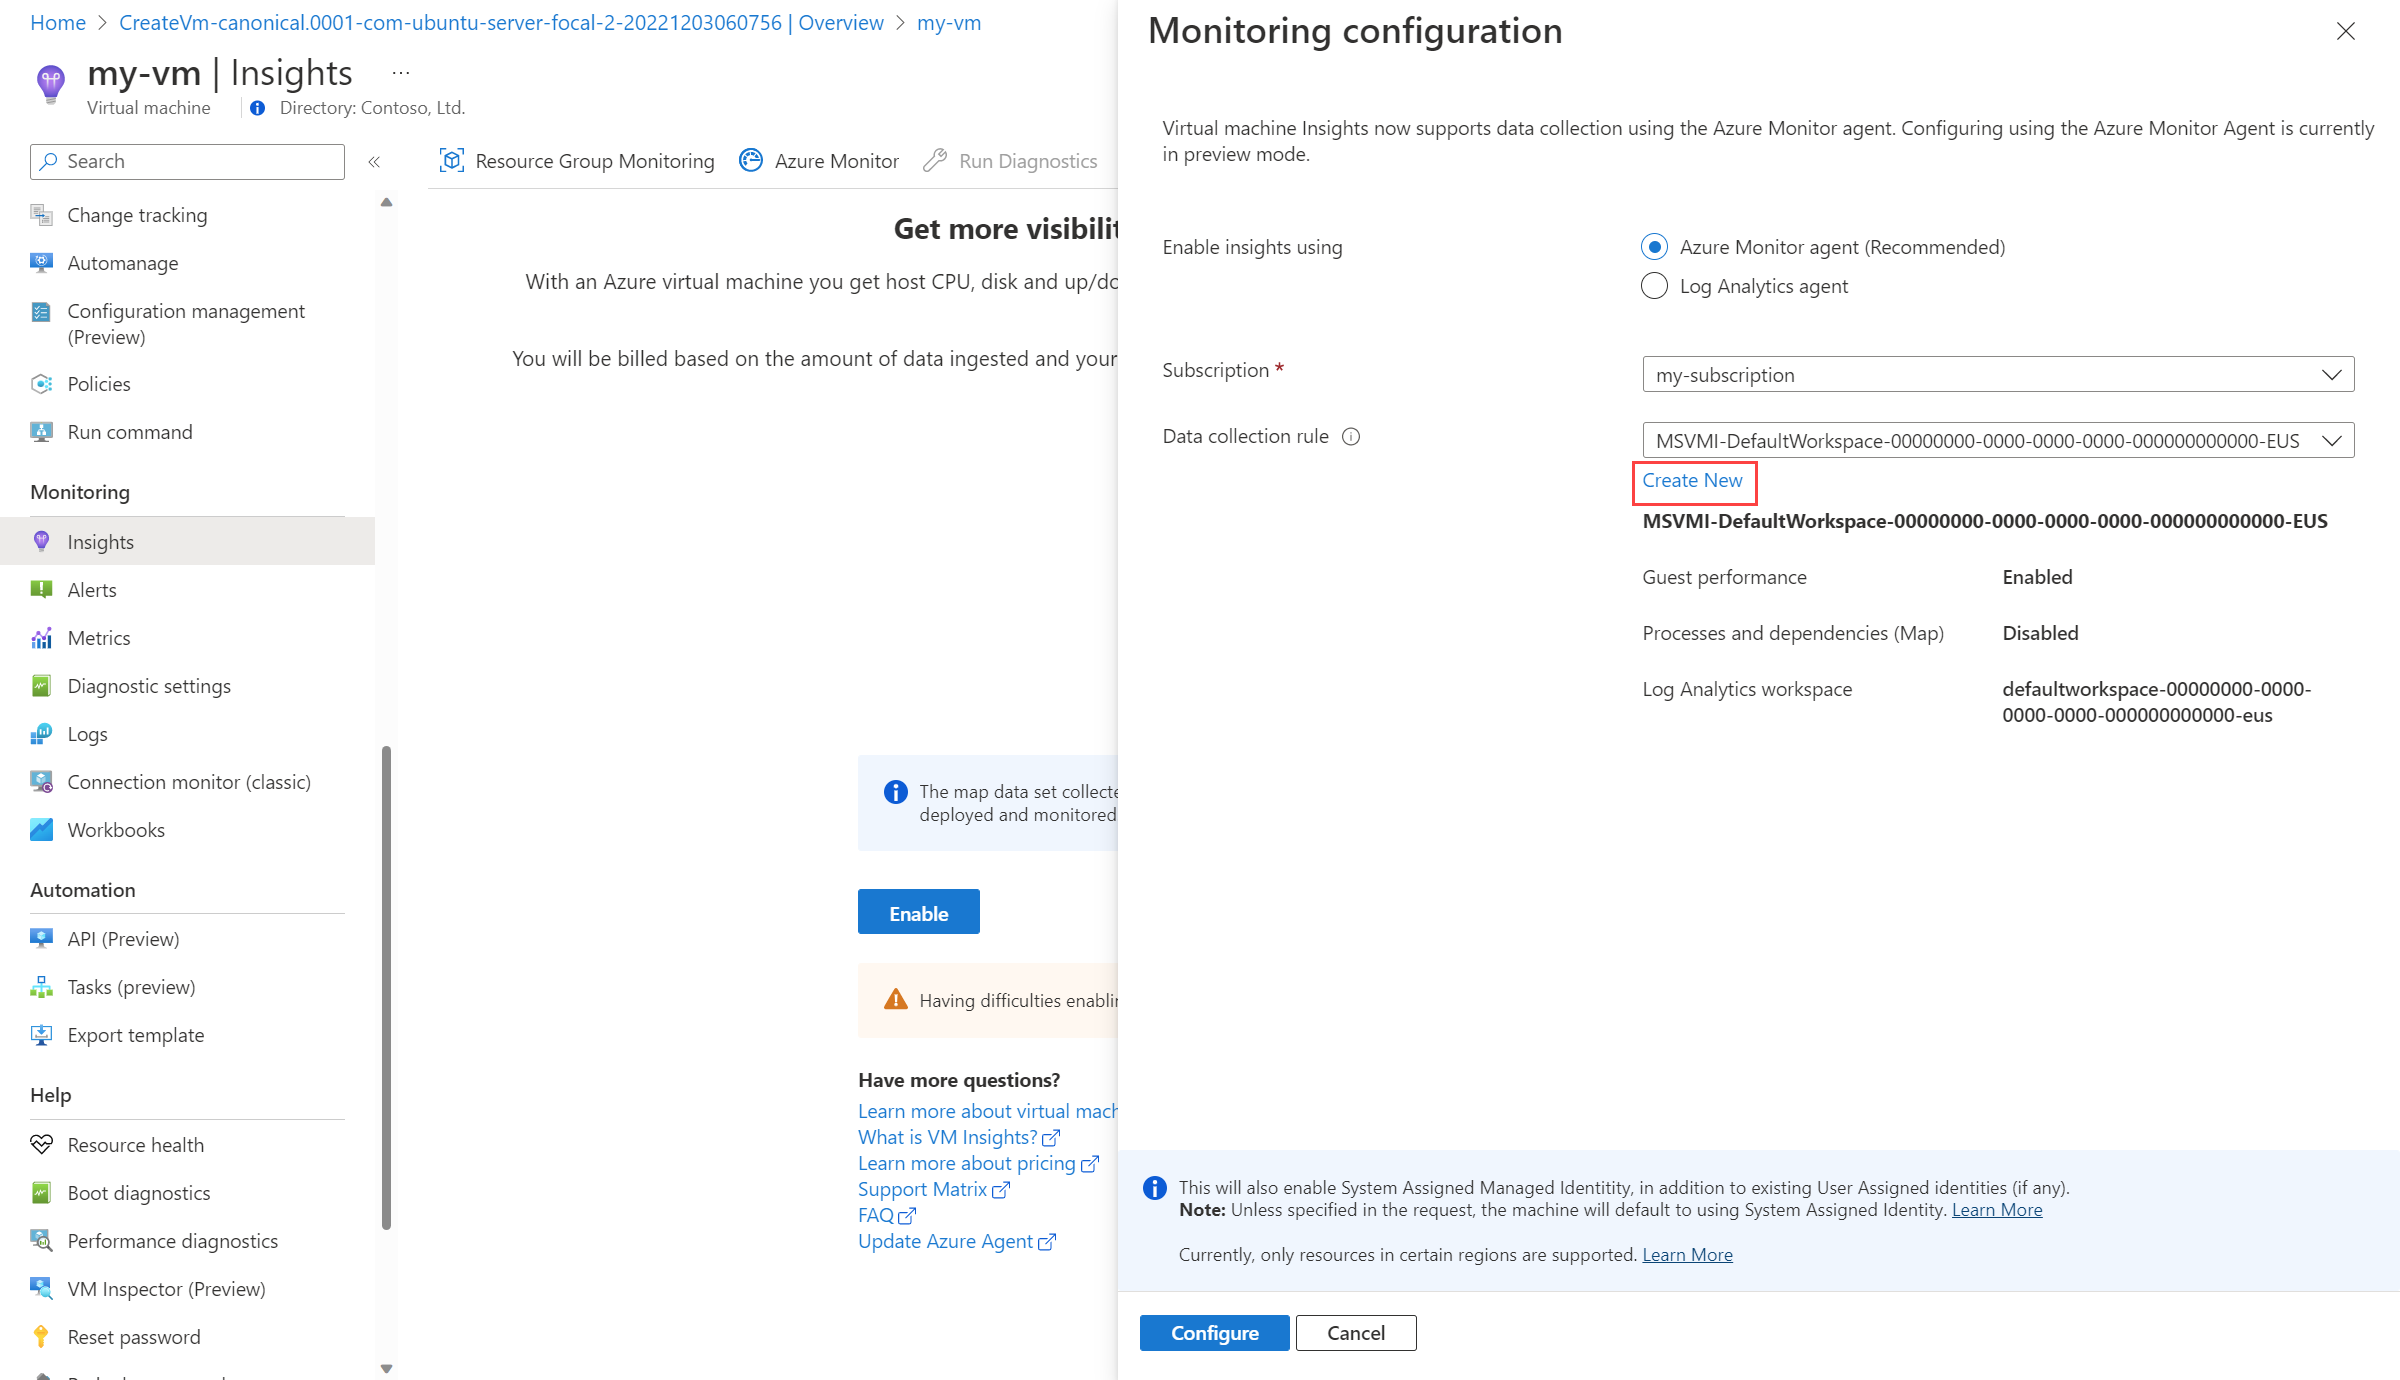 Home > CreateVm-canonical.0001-com-ubuntu-server-focal-2-20221203060756 | Overview > my-vm
my-vm | Insights ...
Virtual machine
Directory: Contoso, Ltd.
Search
«
Change tracking
Automanage
Configuration management
(Preview)
Policies
Run command
Monitoring
Insights
Alerts
Metrics
Diagnostic settings
Logs
Connection monitor (classic)
Workbooks
Automation
API (Preview)
Tasks (preview)
Export template
Help
Resource health
Boot diagnostics
Performance diagnostics
VM Inspector (Preview)
Reset password
Resource Group Monitoring
Azure Monitor
Run Diagnostics
Get more
With an Azure virtual machine you get host CPU, disk and
You will be billed based on the amount of data ingested and your
The map data set
deployed and monitored
Enable
Having difficulties
Have more questions?
Learn more about virtual
What is VM Insights?
Learn more about pricing
Support Matrix
FAQ
Update Azure Agent
Monitoring configuration
Virtual machine Insights now supports data collection using the Azure Monitor agent. Configuring using the Azure Monitor Agent is currently
in preview mode.
Enable insights using
Azure Monitor agent (Recommended)
Log Analytics agent
Subscription *
my-subscription
Data collection rule
MSVMI-DefaultWorkspace-00000000-0000-0000-0000-000000000000-EUS
Create New
MSVMI-DefaultWorkspace-00000000-0000-0000-0000-000000000000-EUS
Guest performance
Enabled
Processes and dependencies (Map)
Disabled
Log Analytics workspace
defaultworkspace-00000000-0000-
0000-0000-000000000000-eus
This will also enable System Assigned Managed Identitity, in addition to existing User Assigned identities (if any).
Note: Unless specified in the request, the machine will default to using System Assigned Identity. Learn More
Currently, only resources in certain regions are supported. Learn More
Configure
Cancel